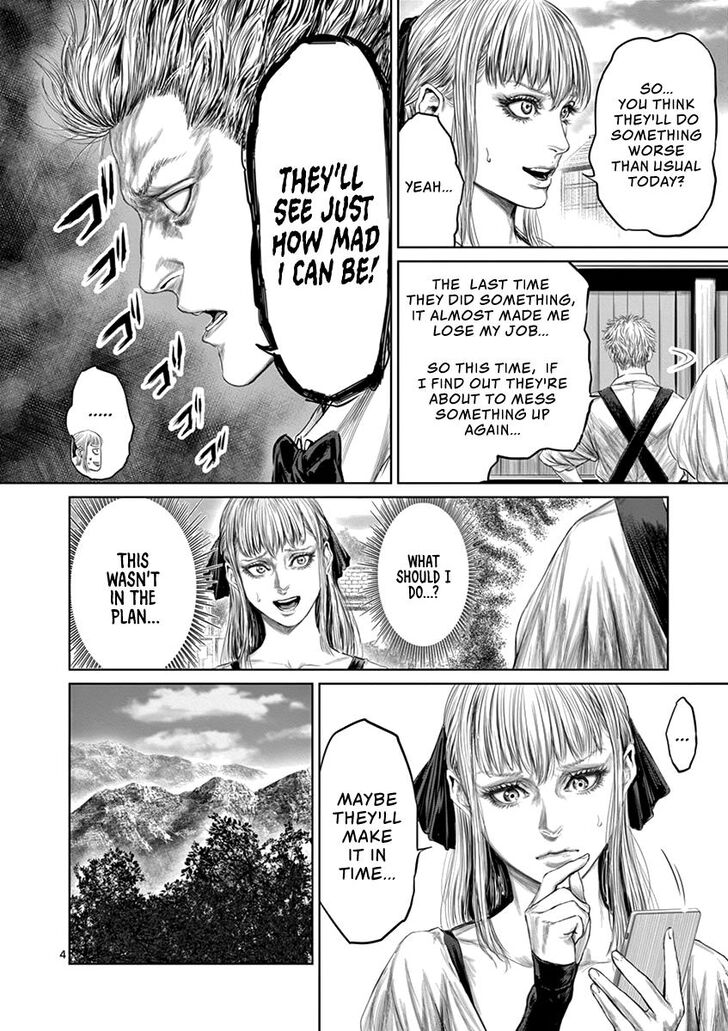 SO...
YOU THINK
THEY'LL DO
SOMETHING
WORSE
THAN USUAL
TODAY?
YEAH...
THE LAST TIME
THEY DID SOMETHING,
IT ALMOST MADE ME
LOSE MY JOB...
SO THIS TIME, IF
I FIND OUT THEY'RE
ABOUT TO MESS
SOMETHING UP
AGAIN...
THEY'LL
SEE JUST
HOW MAD
I CAN BE!
ゴゴゴゴ
ゴゴゴゴ
.....
WHAT
SHOULD I
DO...?
THIS
WASN'T
IN THE
PLAN...
...
MAYBE
THEY'LL
MAKE
IT IN
TIME...
4